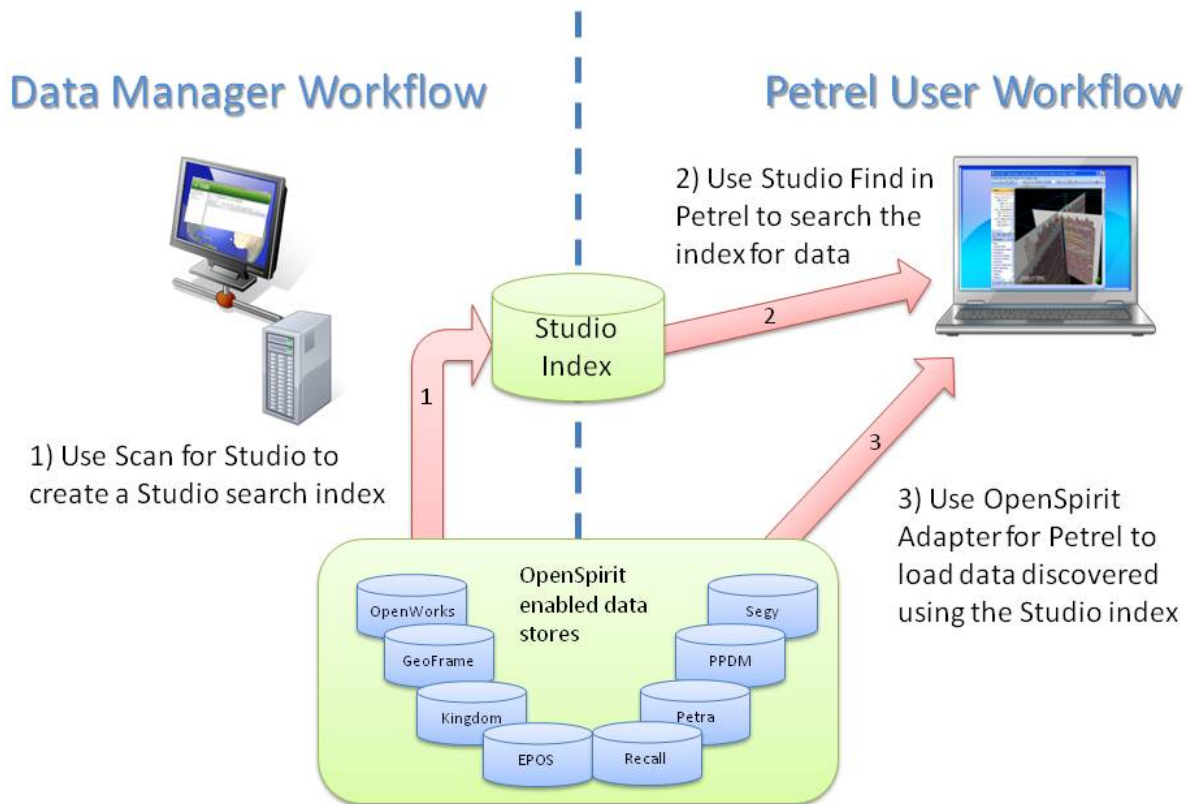 Data Manager Workflow
Petrel User Workflow
2) Use Studio Find in
Petrel to search the
index for data
Studio
Index
1
2
3
1) Use Scan for Studio to
create a Studio search index
3) Use OpenSpirit
Adapter for Petrel to
load data discovered
using the Studio index
OpenSpirit
enabled data
stores
OpenWorks
GeoFrame
Kingdom
EPOS
Recall
Petra
PPDM
Segy